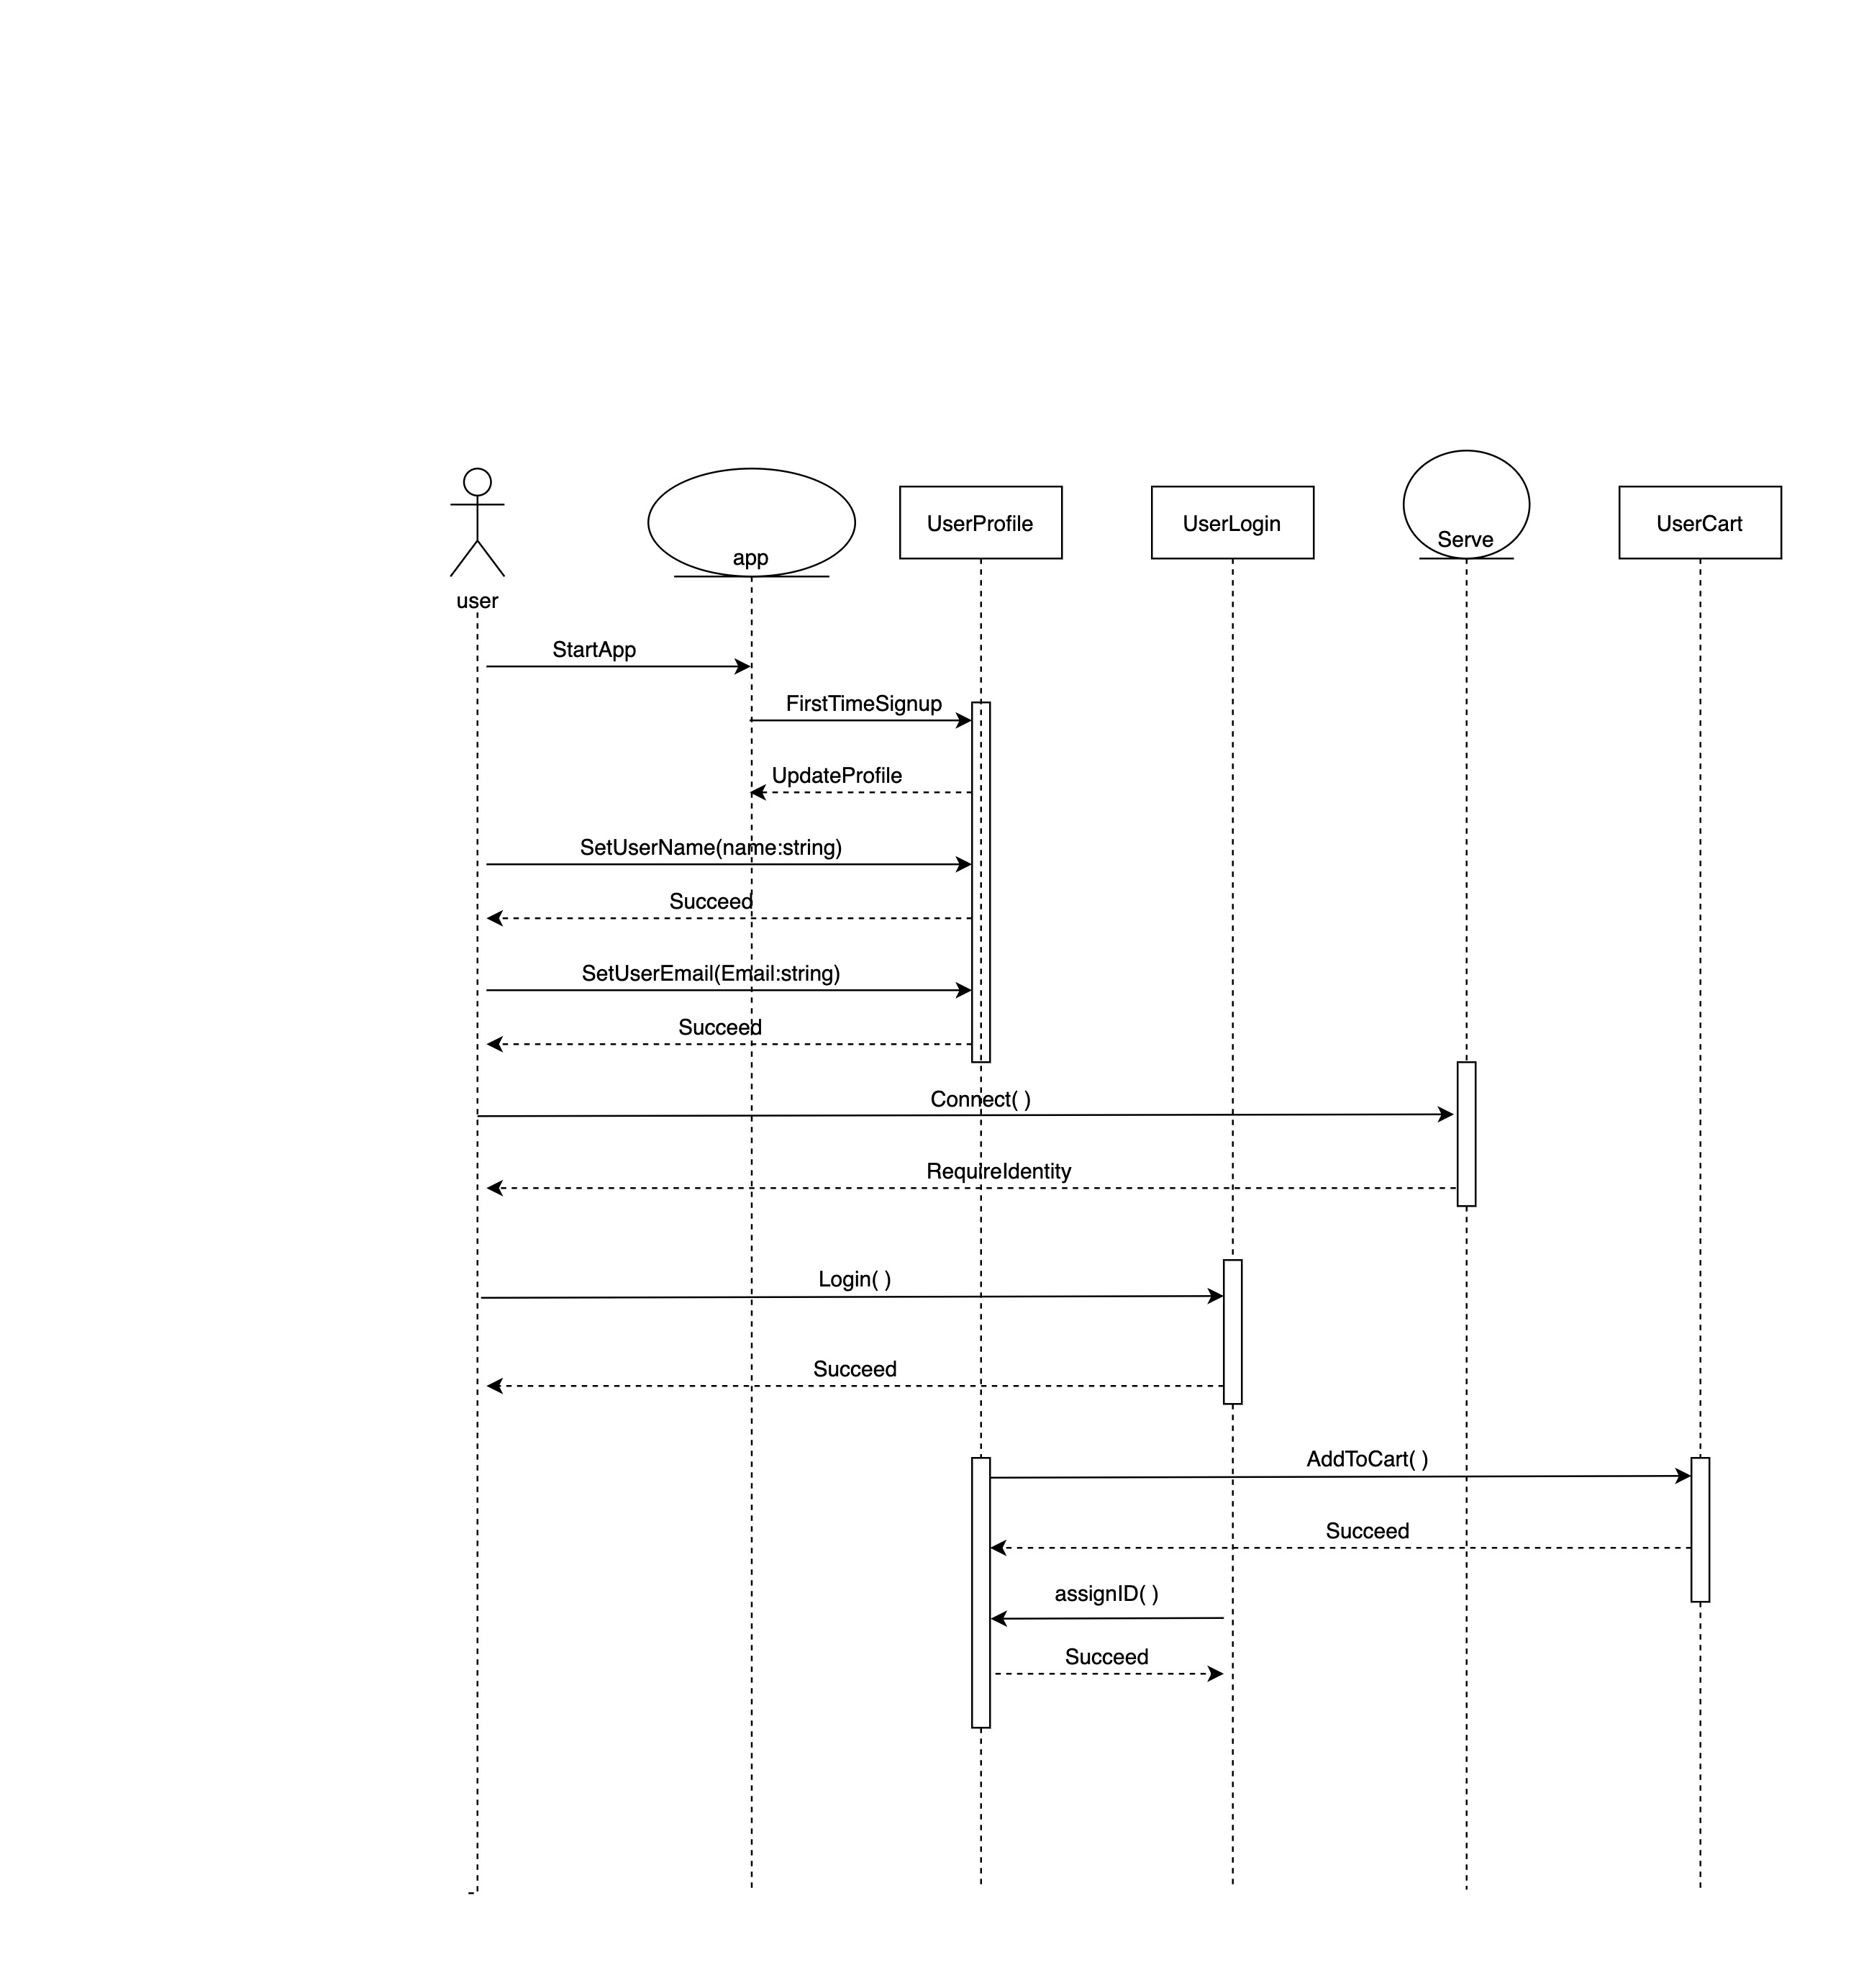 user
app
UserProfile
UserLogin
Serve
UserCart
StartApp
FirstTimeSignup
UpdateProfile
SetUserName(name:string)
Succeed
SetUserEmail(Email:string)
Succeed
Connect( )
RequireIdentity
Login( )
Succeed
AddToCart( )
Succeed
assignID( )
Succeed